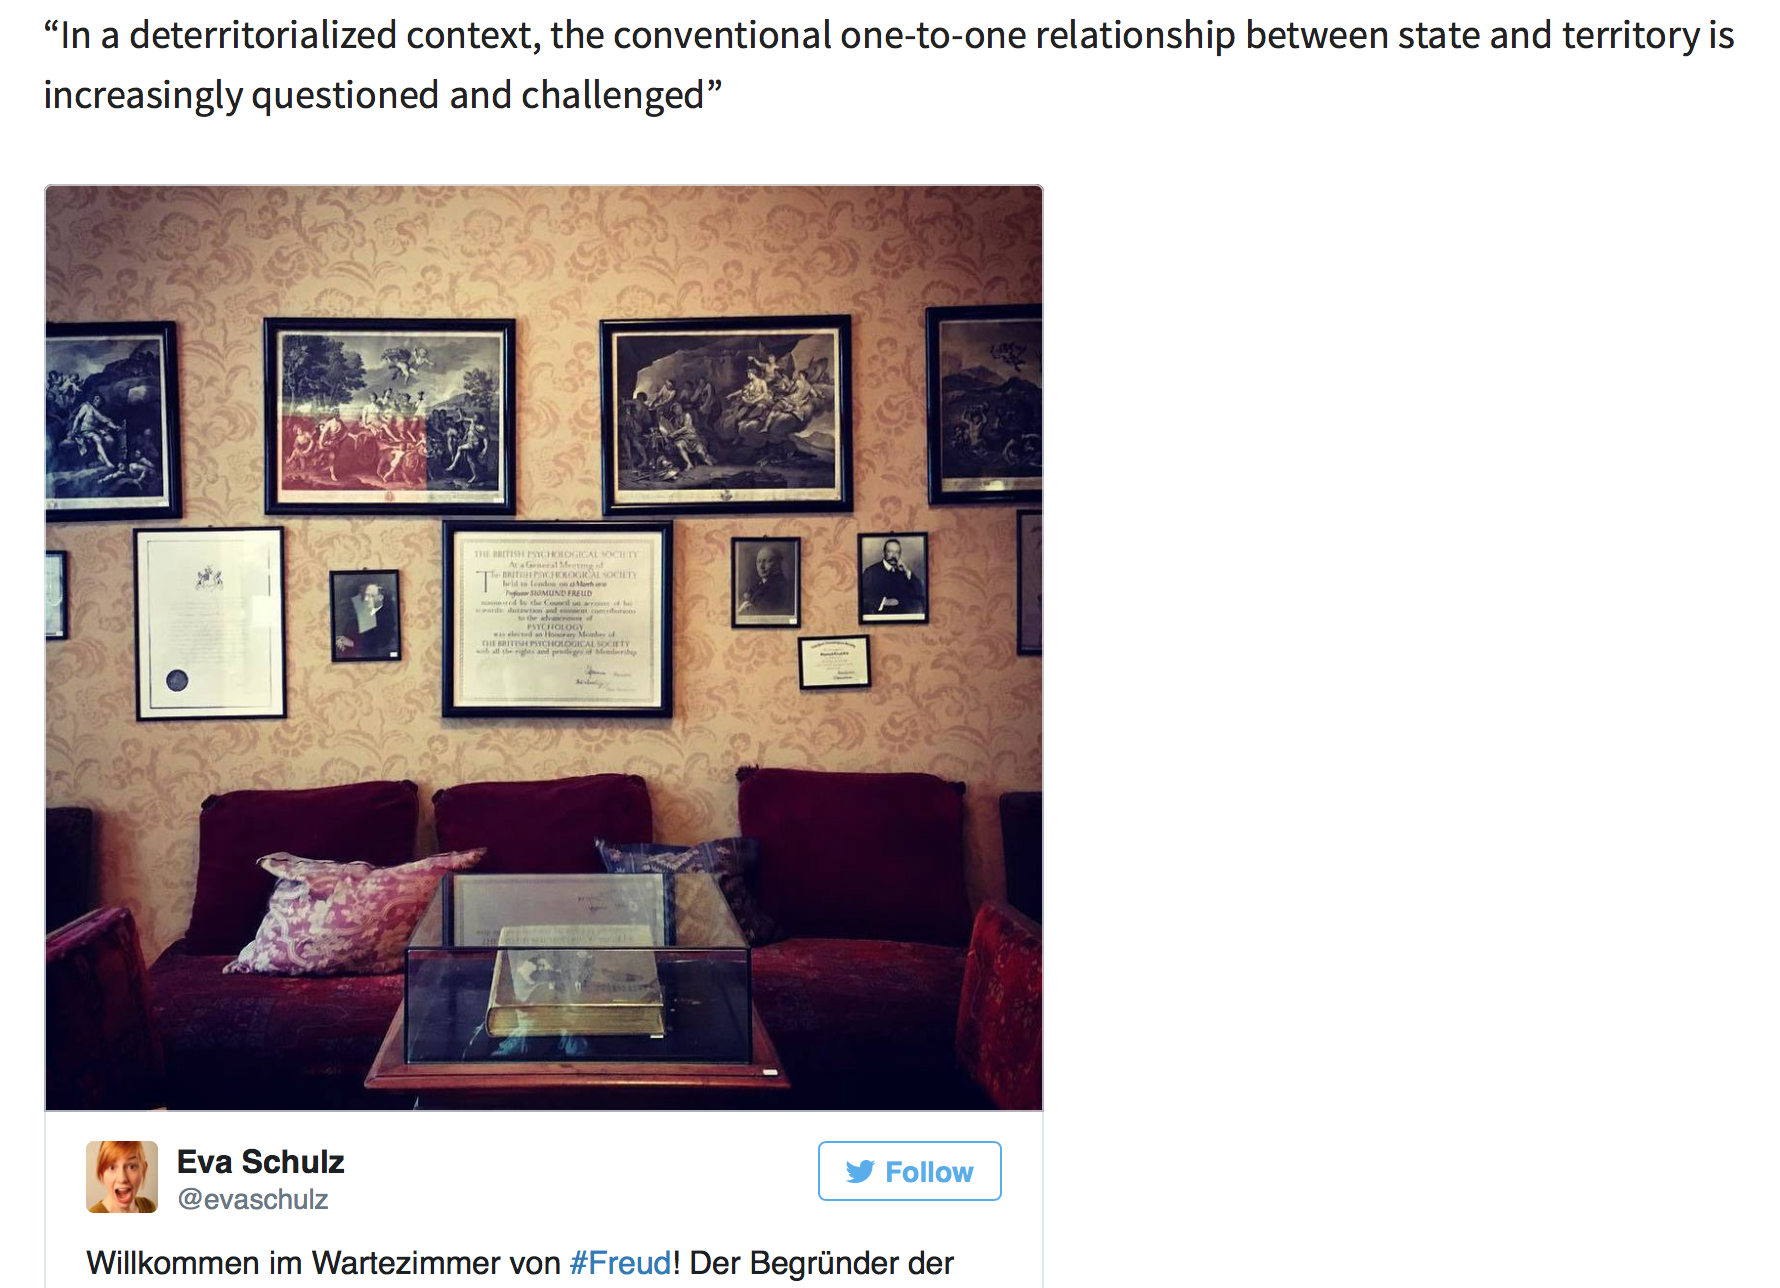 “In a deterritorialized context, the conventional one-to-one relationship between state and territory is
increasingly questioned and challenged”
THE BRITISH PSYCHOLOGICAL SOCIETY
At a General Meeting of
The BRITISH PSYCHOLOGICAL SOCIETY
held in London on
Professor SIGMUND FREUD
nominated by the Council on account of his
distinction and eminent contributions
to the advancement of
PSYCHOLOGY
was elected an Honorary Member of
THE BRITISH PSYCHOLOGICAL SOCIETY
with all the rights and privileges of Membership
Eva Schulz
@evaschulz
Follow
Willkommen im Wartezimmer von #Freud! Der Begründer der